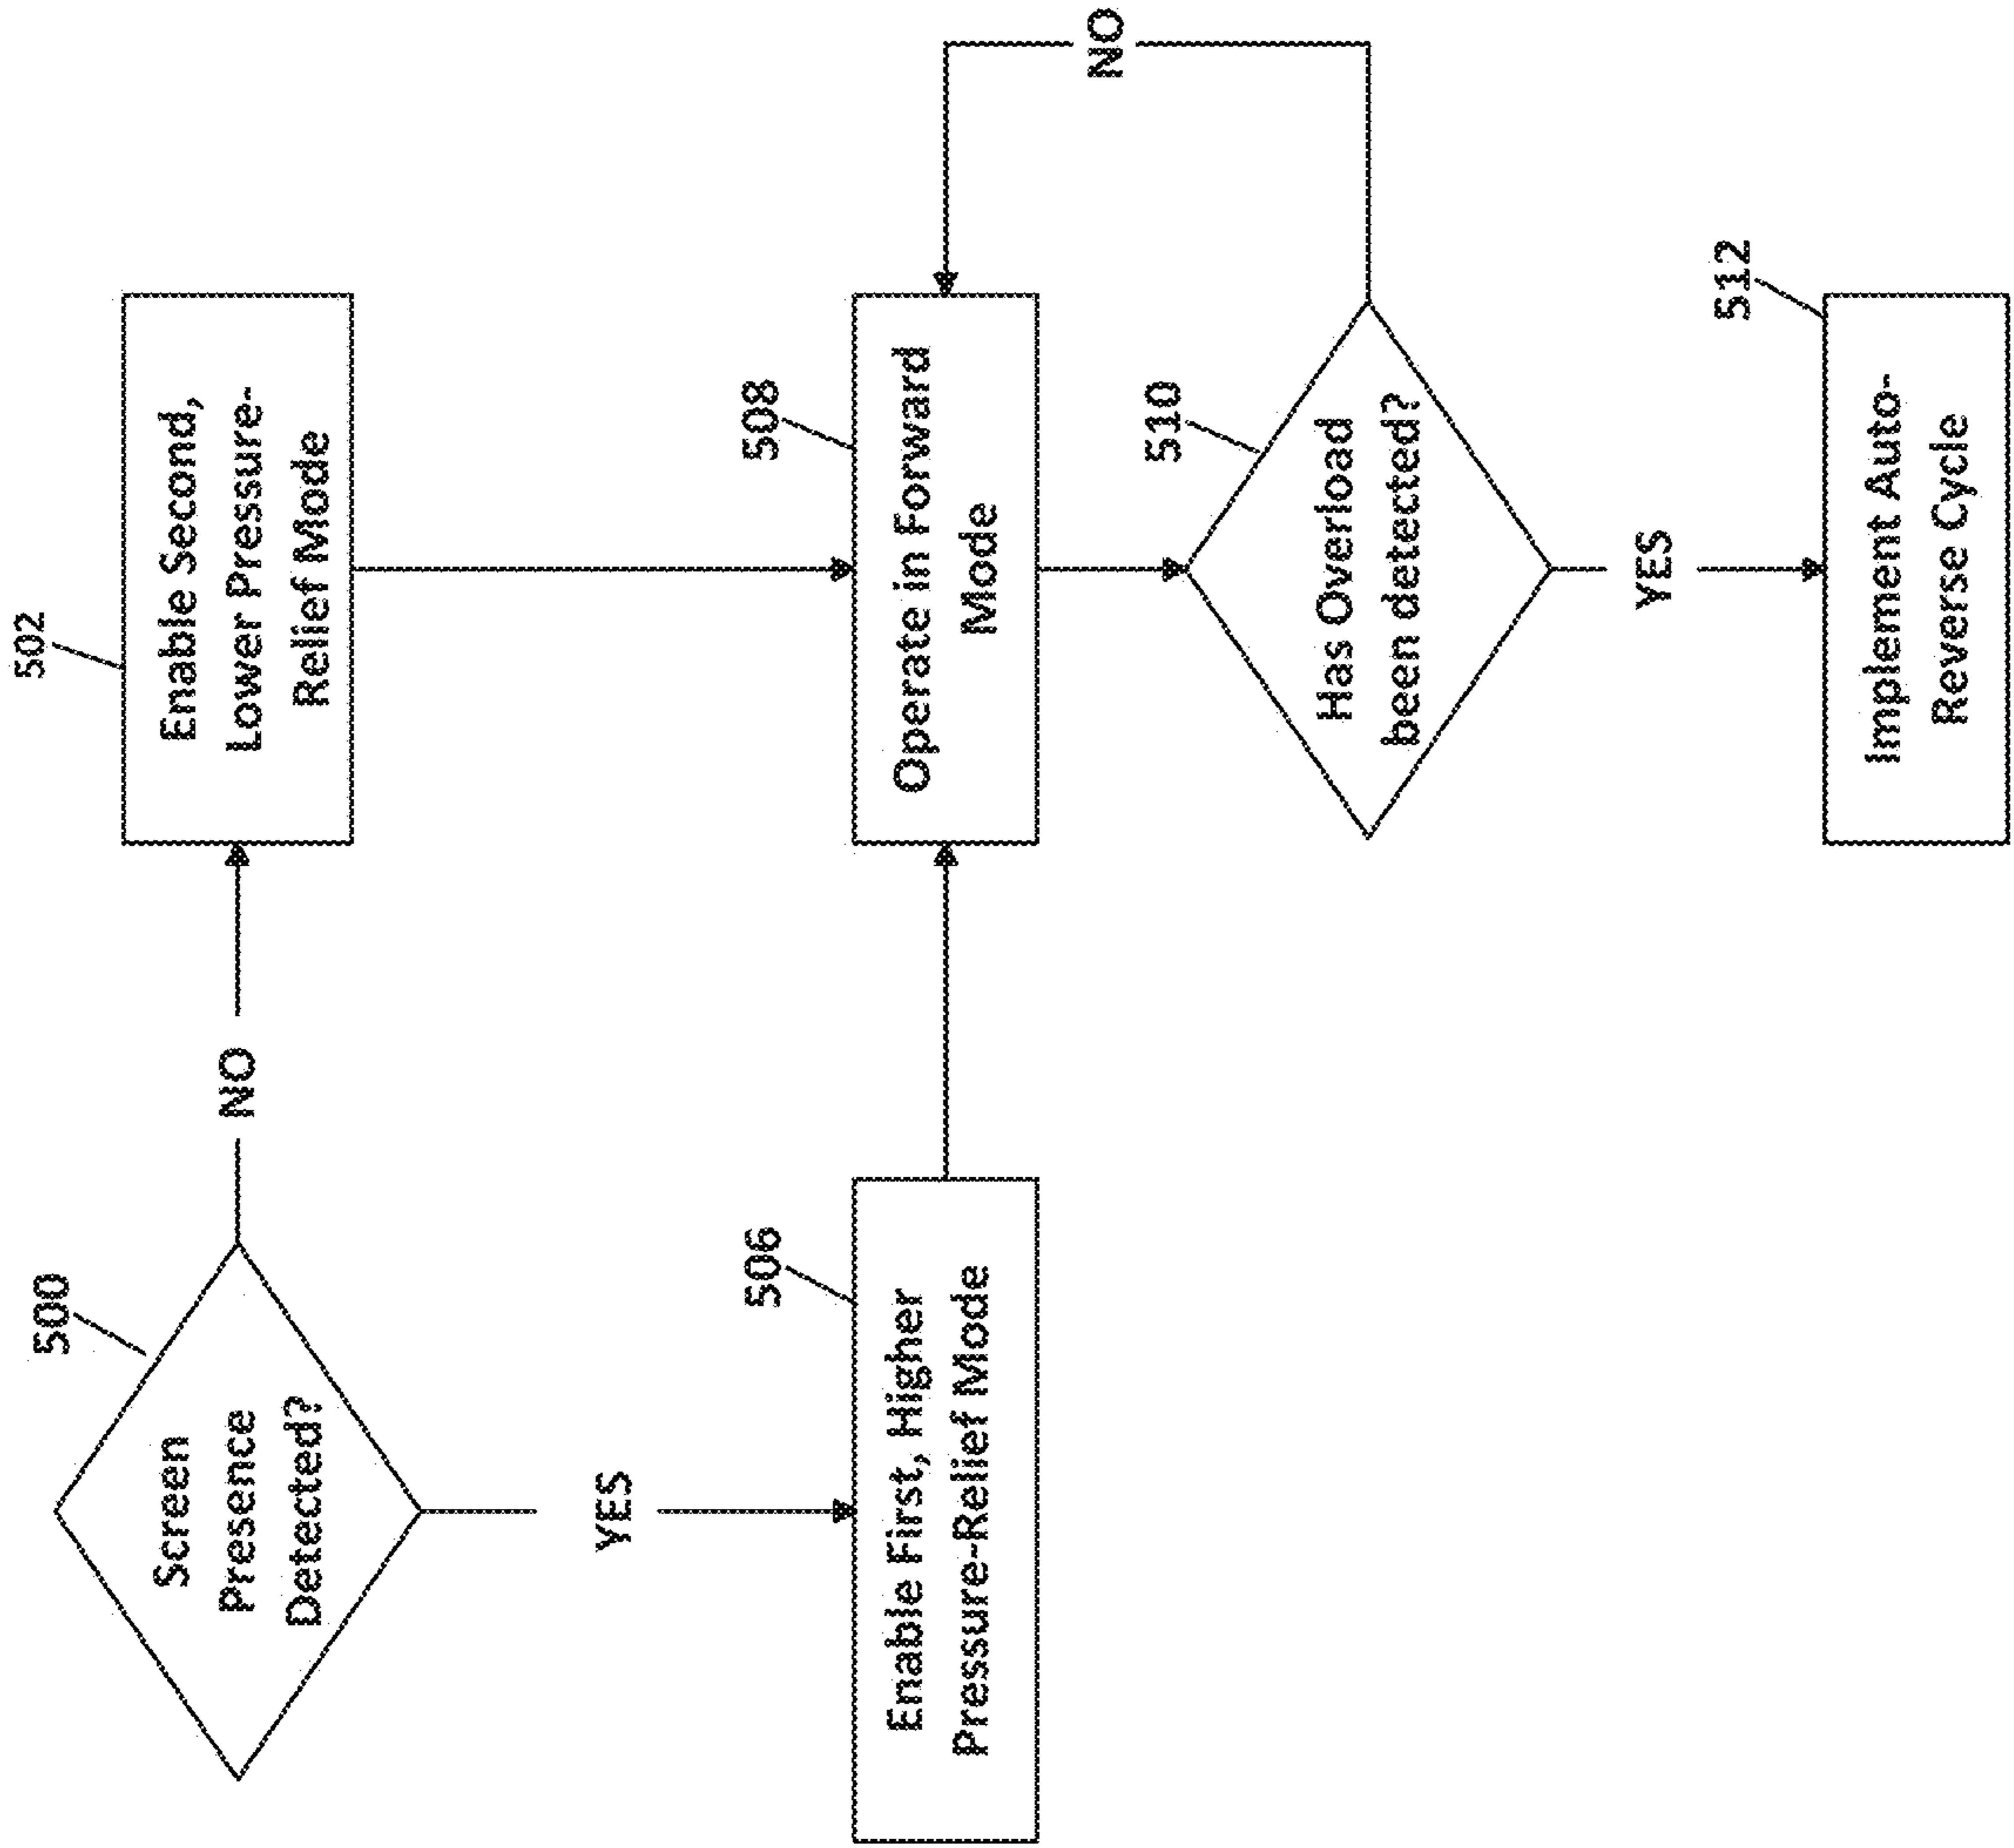 500
Screen
Presence
Detected?
NO
502
Enable Second,
Lower Pressure-
Relief Mode
YES
506
Enable First, Higher
Pressure-Relief Mode
508
Operate in Forward
Mode
510
Has Overload
been detected?
NO
YES
512
Implement Auto-
Reverse Cycle